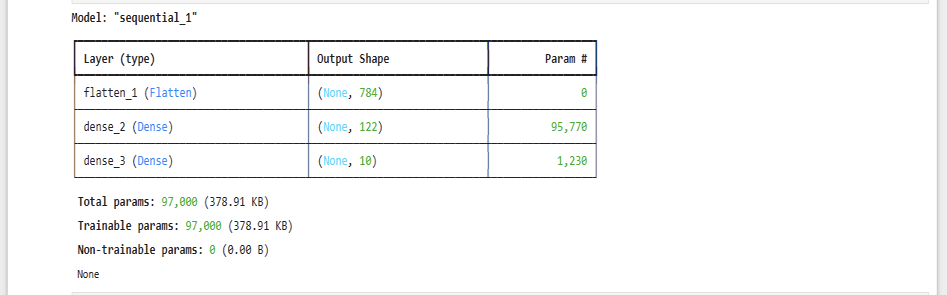 Model: "sequential_1"
Layer (type) Output Shape Param #
flatten_1 (Flatten) (None, 784) 0
dense_2 (Dense) (None, 122) 95,770
dense_3 (Dense) (None, 10) 1,230
Total params: 97,000 (378.91 KB)
Trainable params: 97,000 (378.91 KB)
Non-trainable params: 0 (0.00 B)
None